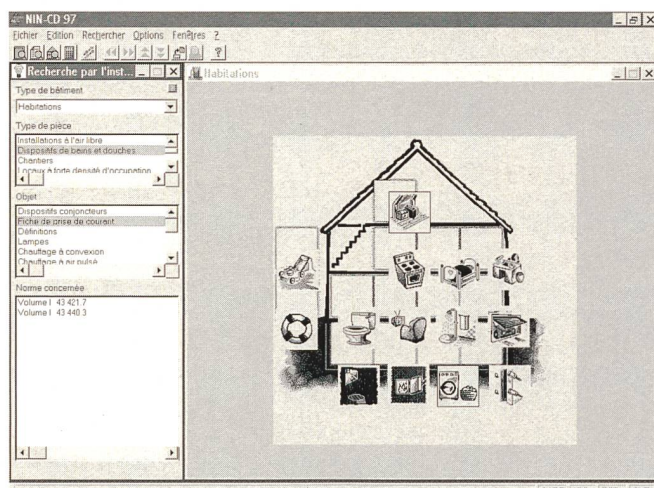 NIN-CD 97
Fichier Edition Rechercher Options Fenêtres ?
Recherche par l'inst...
Habitations
Type de bâtiment
Habitations
Type de pièce
Installations à l'air libre
Dispositifs de bains et douches
Chantiers
Locaux à forte densité d'occupation
Objet
Dispositifs conjoncteurs
Fiche de prise de courant
Définitions
Lampes
Chauffage à convexion
Chauffage à air pulsé
Norme concernée
Volume I 43 421.7
Volume I 43 440.3